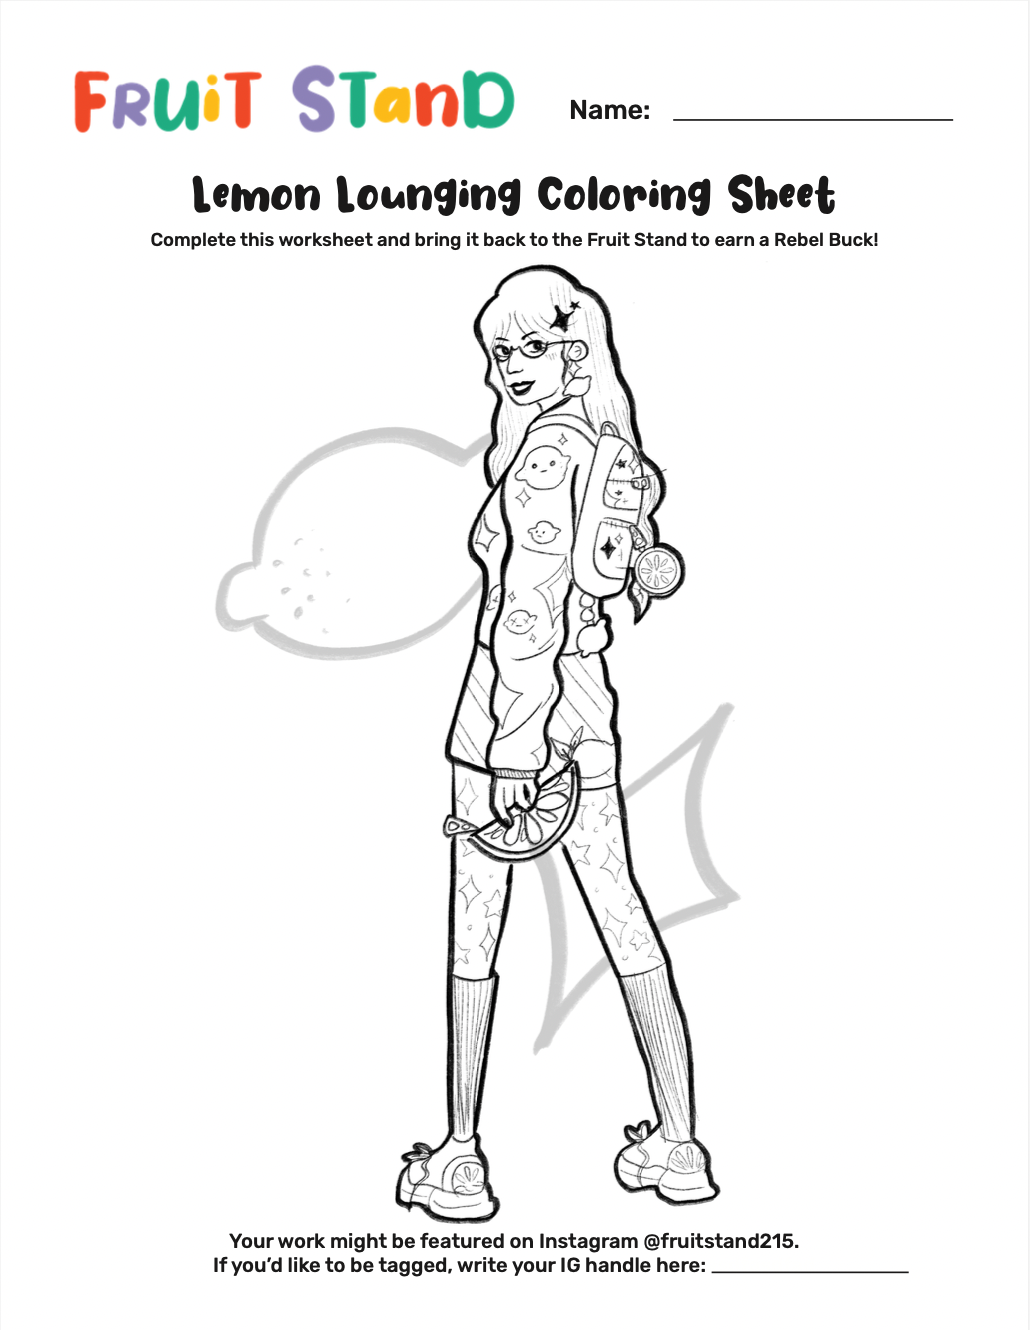 FRUiT STanD
Name:
Lemon Lounging Coloring Sheet
Complete this worksheet and bring it back to the Fruit Stand to earn a Rebel Buck!
Your work might be featured on Instagram @fruitstand215.
If you’d like to be tagged, write your IG handle here: